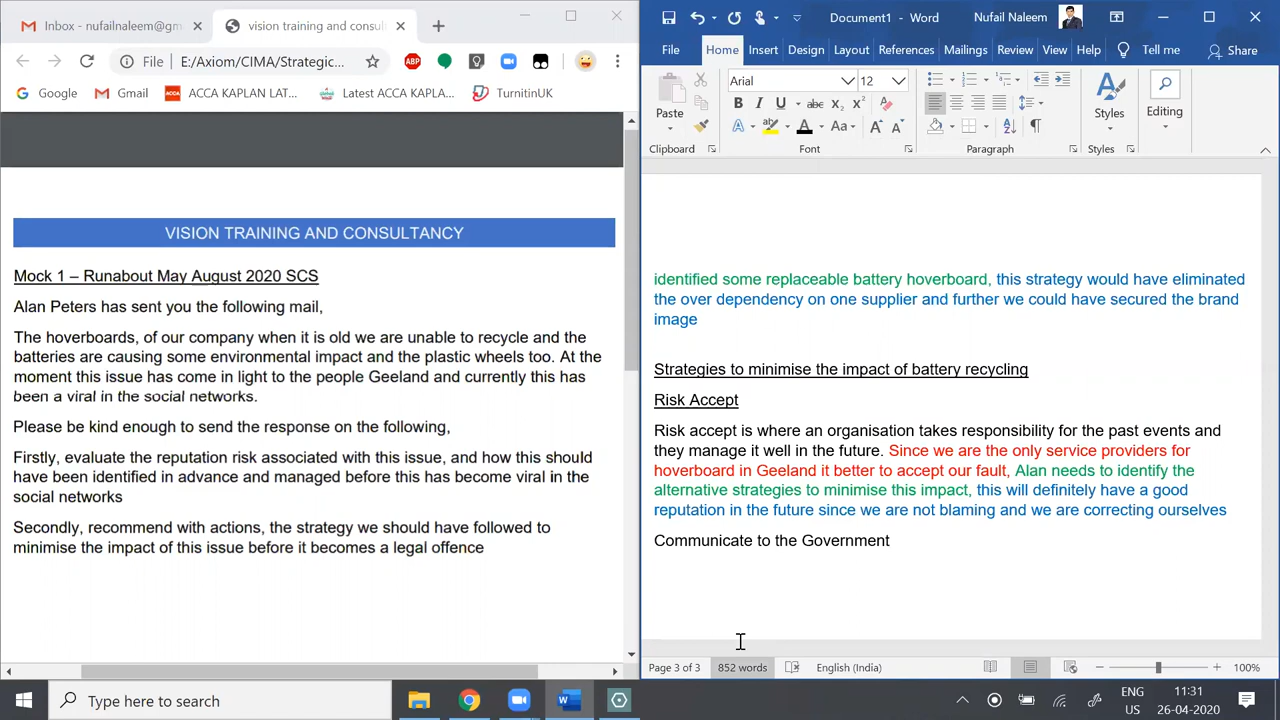 Inbox - nufailnaleem@gm
vision training and consult
Document1 - Word
Nufail Naleem
File
E:/Axiom/CIMA/Strategic...
ABP
File
Home
Insert
Design
Layout
References
Mailings
Review
View
Help
Tell me
Share
Google
Gmail
ACCA
ACCA KAPLAN LAT...
Latest ACCA KAPLA...
TurnitinUK
Paste
Arial
12
Styles
Editing
Clipboard
Font
Paragraph
Styles
VISION TRAINING AND CONSULTANCY
Mock 1 – Runabout May August 2020 SCS
Alan Peters has sent you the following mail,
The hoverboards, of our company when it is old we are unable to recycle and the
batteries are causing some environmental impact and the plastic wheels too. At the
moment this issue has come in light to the people Geeland and currently this has
been a viral in the social networks.
Please be kind enough to send the response on the following,
Firstly, evaluate the reputation risk associated with this issue, and how this should
have been identified in advance and managed before this has become viral in the
social networks
Secondly, recommend with actions, the strategy we should have followed to
minimise the impact of this issue before it becomes a legal offence
identified some replaceable battery hoverboard, this strategy would have eliminated
the over dependency on one supplier and further we could have secured the brand
image
Strategies to minimise the impact of battery recycling
Risk Accept
Risk accept is where an organisation takes responsibility for the past events and
they manage it well in the future. Since we are the only service providers for
hoverboard in Geeland it better to accept our fault, Alan needs to identify the
alternative strategies to minimise this impact, this will definitely have a good
reputation in the future since we are not blaming and we are correcting ourselves
Communicate to the Government
Page 3 of 3
852 words
English (India)
100%
Type here to search
ENG
US
11:31
26-04-2020